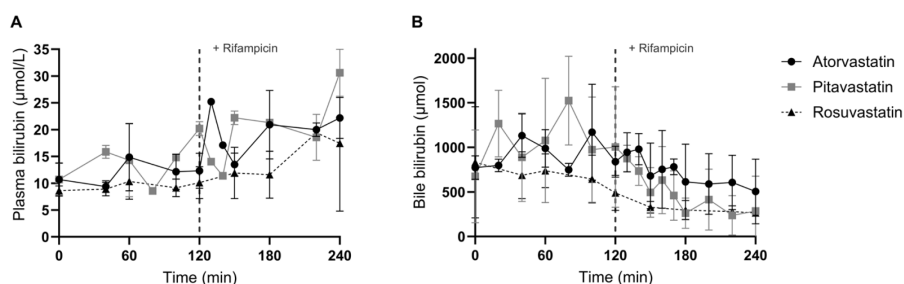 A
+ Rifampicin
Plasma bilirubin (µmol/L)
35
30
25
20
15
10
5
0
0 60 120 180 240
Time (min)
B
+ Rifampicin
Bile bilirubin (µmol)
2000
1500
1000
500
0
0 60 120 180 240
Time (min)
Atorvastatin
Pitavastatin
Rosuvastatin